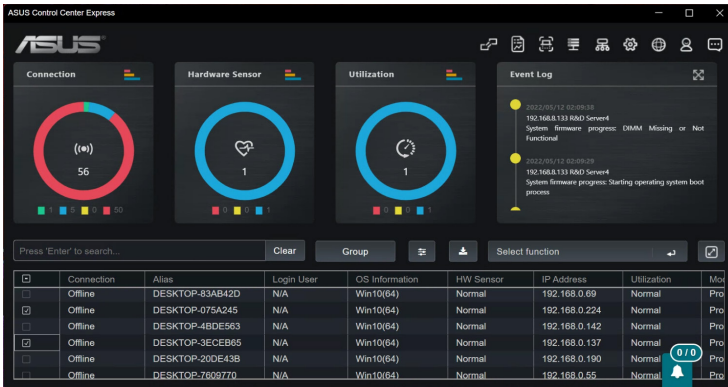 ASUS Control Center Express
ASUS
Connection
56
1 5 0 50
Hardware Sensor
1
0 0 1
Utilization
1
0 0 1
Event Log
2022/05/12 02:09:38
192.168.8.133 R&D Server4
System firmware progress: DIMM Missing or Not
Functional
2022/05/12 02:09:29
192.168.8.133 R&D Server4
System firmware progress: Starting operating system boot
process
Press 'Enter' to search...
Clear
Group
Select function
Connection Alias Login User OS Information HW Sensor IP Address Utilization Mo
Offline DESKTOP-83AB42D N/A Win10(64) Normal 192.168.0.69 Normal Pro
Offline DESKTOP-075A245 N/A Win10(64) Normal 192.168.0.224 Normal Pro
Offline DESKTOP-4BDE563 N/A Win10(64) Normal 192.168.0.142 Normal Pro
Offline DESKTOP-3ECEB65 N/A Win10(64) Normal 192.168.0.137 Normal Pro
Offline DESKTOP-20DE43B N/A Win10(64) Normal 192.168.0.190 Normal
Offline DESKTOP-7609770 N/A Win10(64) Normal 192.168.0.55 Normal Pro
0 / 0